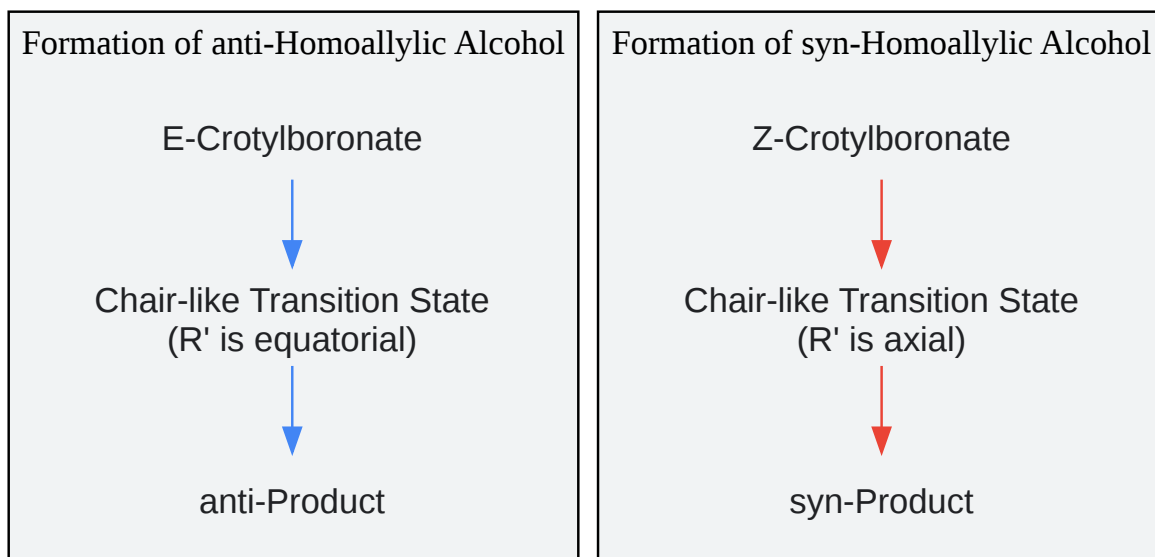 Formation of anti-Homoallylic Alcohol
E-Crotylboronate
Chair-like Transition State
(R' is equatorial)
anti-Product
Formation of syn-Homoallylic Alcohol
Z-Crotylboronate
Chair-like Transition State
(R' is axial)
syn-Product